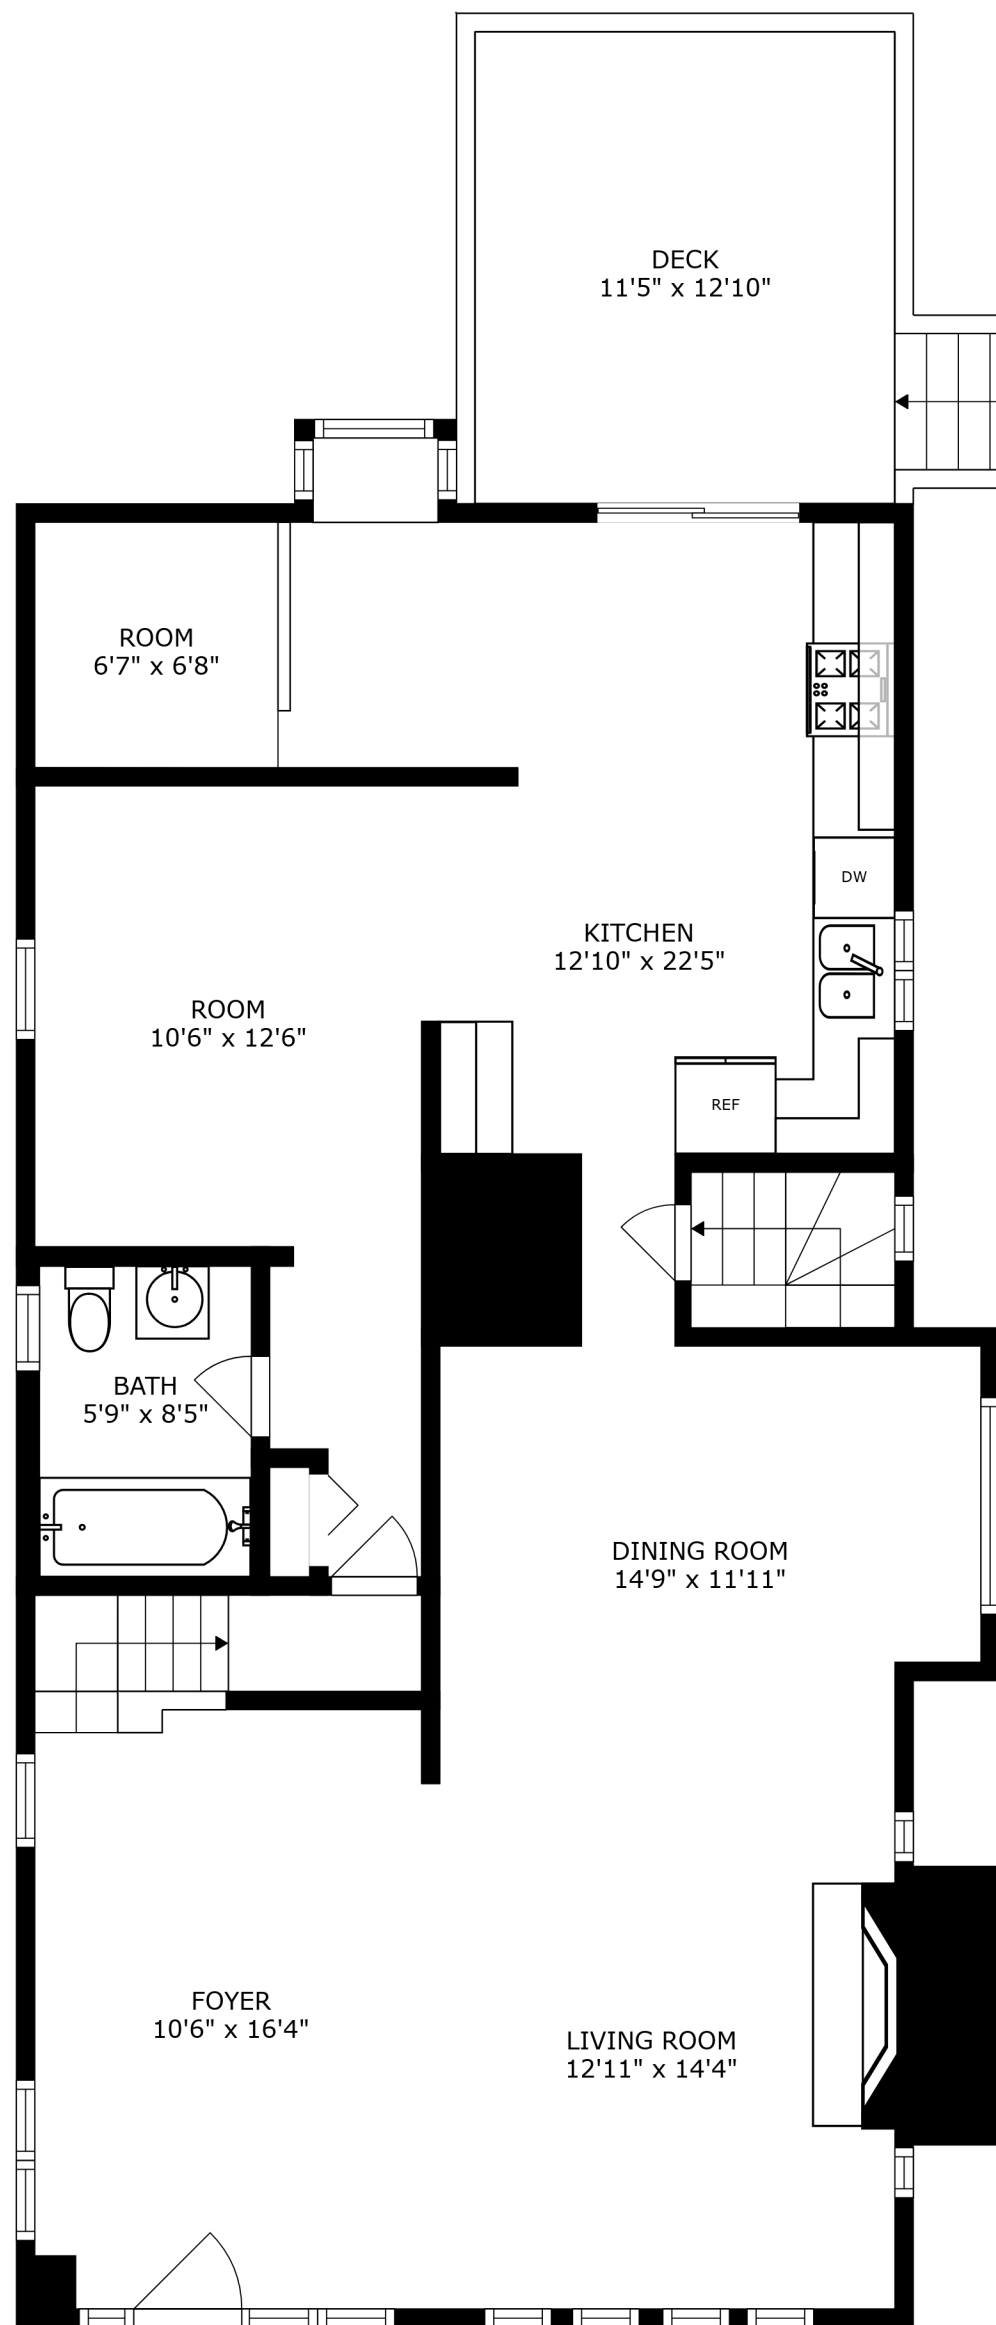 DECK
11'5" x 12'10"
ROOM
6'7" x 6'8"
DW
KITCHEN
12'10" x 22'5"
ROOM
10'6" x 12'6"
REF
BATH
5'9" x 8'5"
DINING ROOM
14'9" x 11'11"
FOYER
10'6" x 16'4"
LIVING ROOM
12'11" x 14'4"